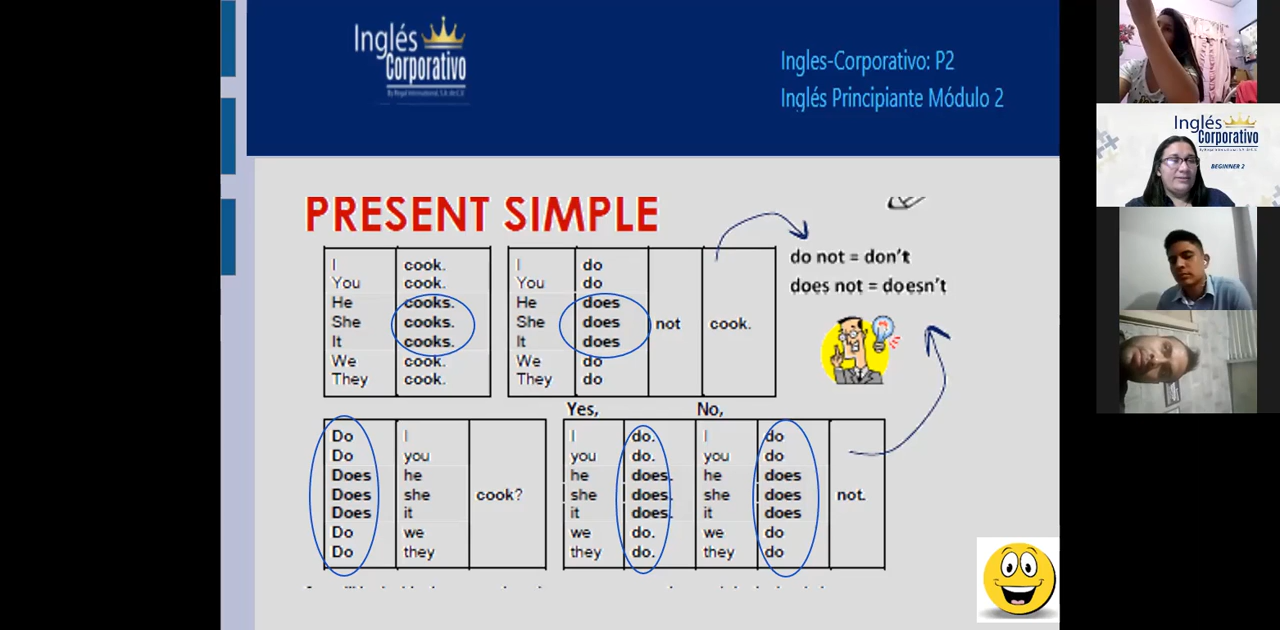 Inglés
Corporativo
By Regal International, S.A. de C.V.
Ingles-Corporativo: P2
Inglés Principiante Módulo 2
PRESENT SIMPLE
I cook.
You cook.
He cooks.
She cooks.
It cooks.
We cook.
They cook.
I do
You do
He does
She does not cook.
It does
We do
They do
do not = don't
does not = doesn't
Do I
Do you
Does he
Does she cook?
Does it
Do we
Do they
Yes, No,
I do. I do
you do. you do
he does. he does
she does. she does not.
it does. it does
we do. we do
they do. they do
Inglés
Corporativo
BEGINNER 2